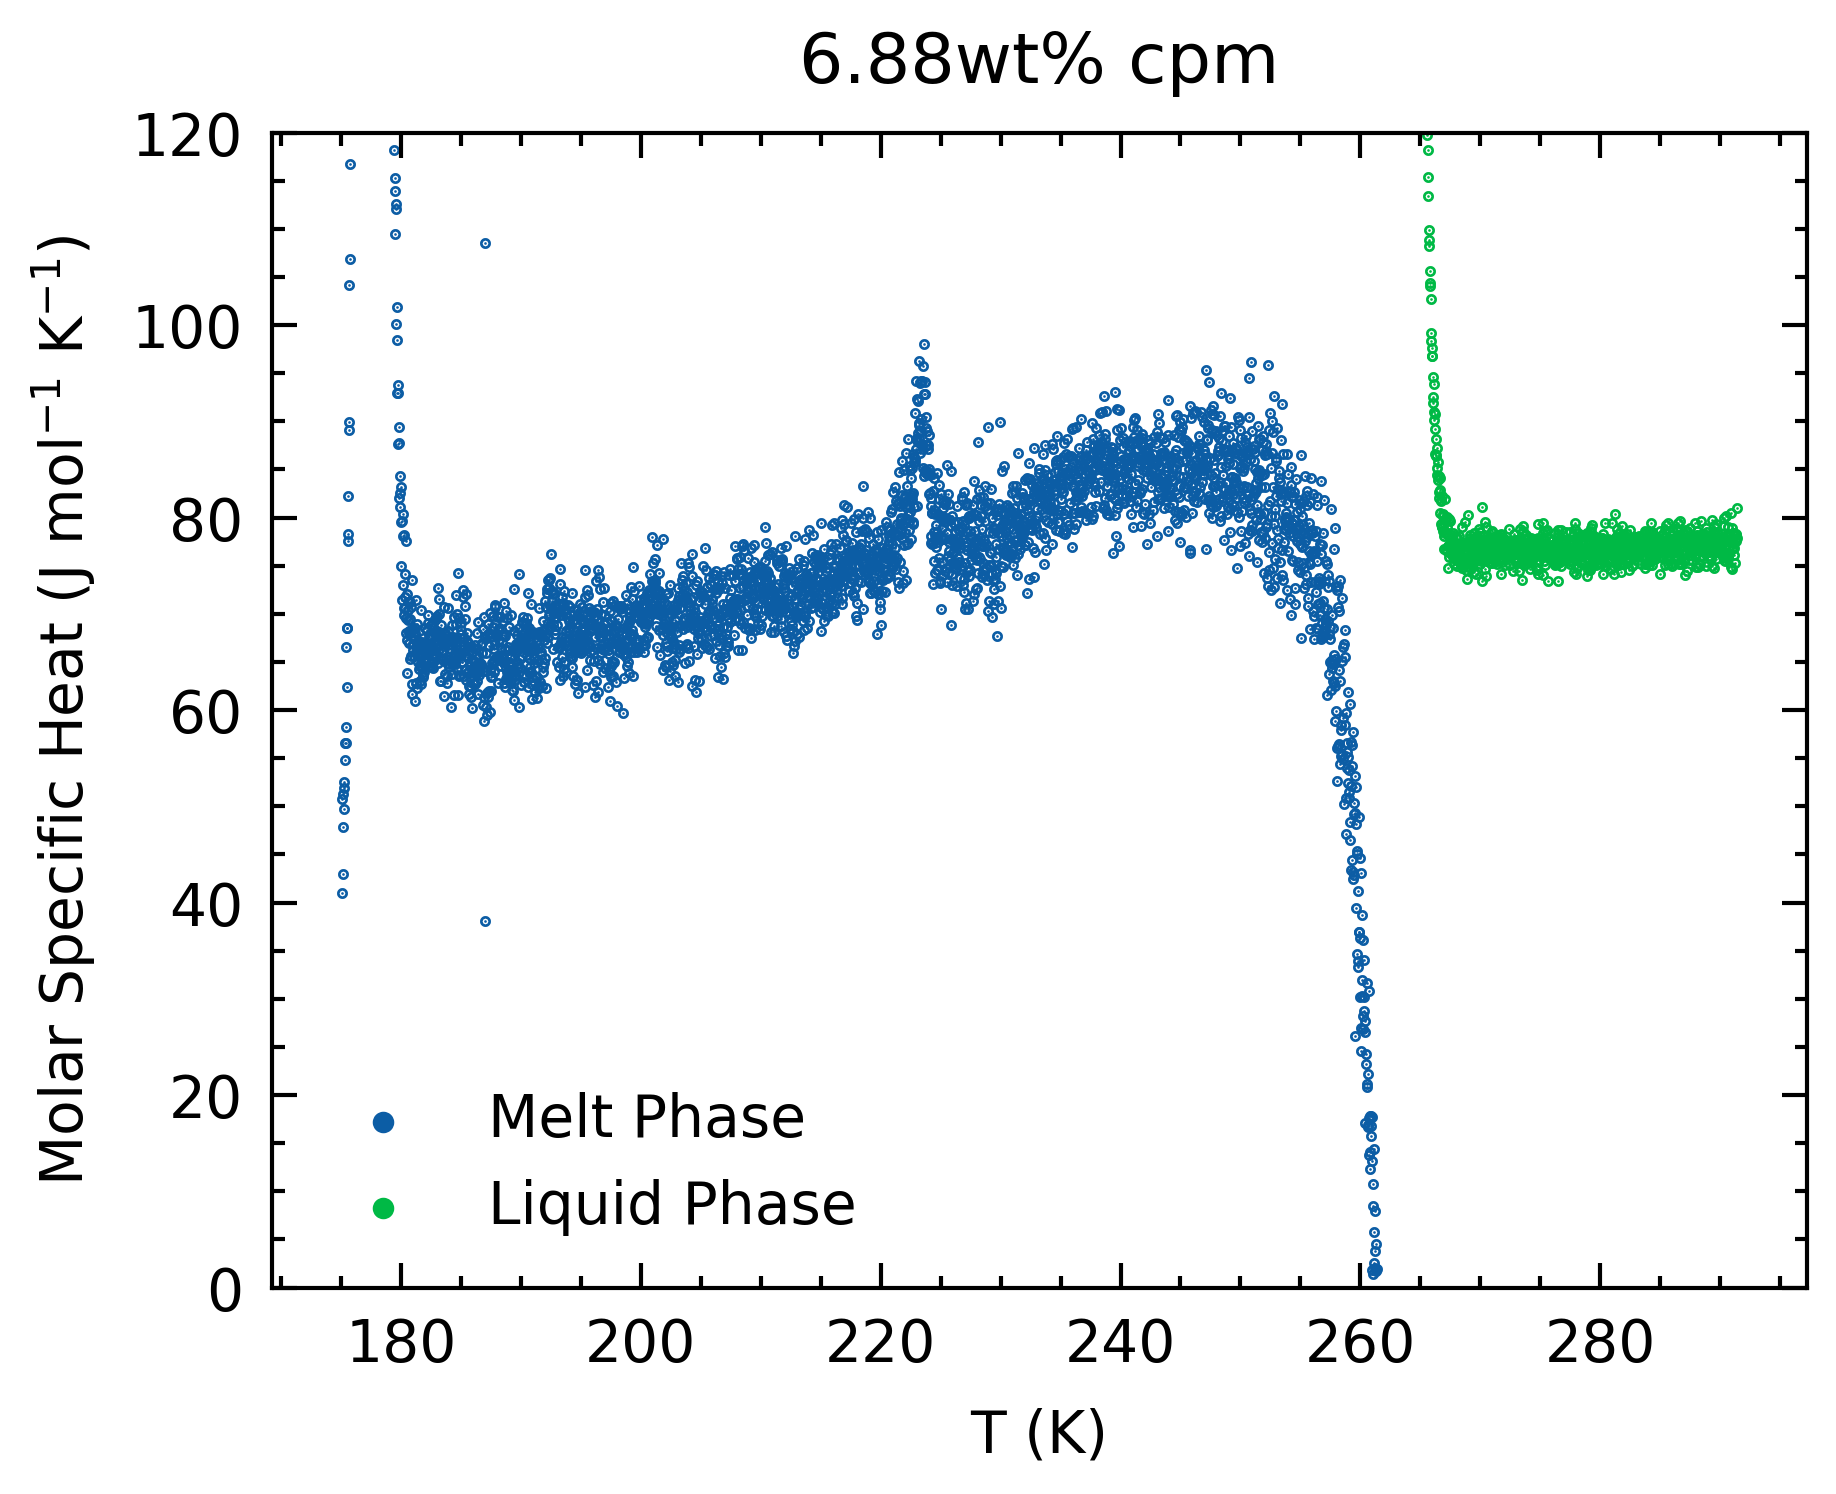 6.88wt% cpm
Molar Specific Heat (J mol⁻¹ K⁻¹)
120
100
80
60
40
20
0
Melt Phase
Liquid Phase
180 200 220 240 260 280
T (K)